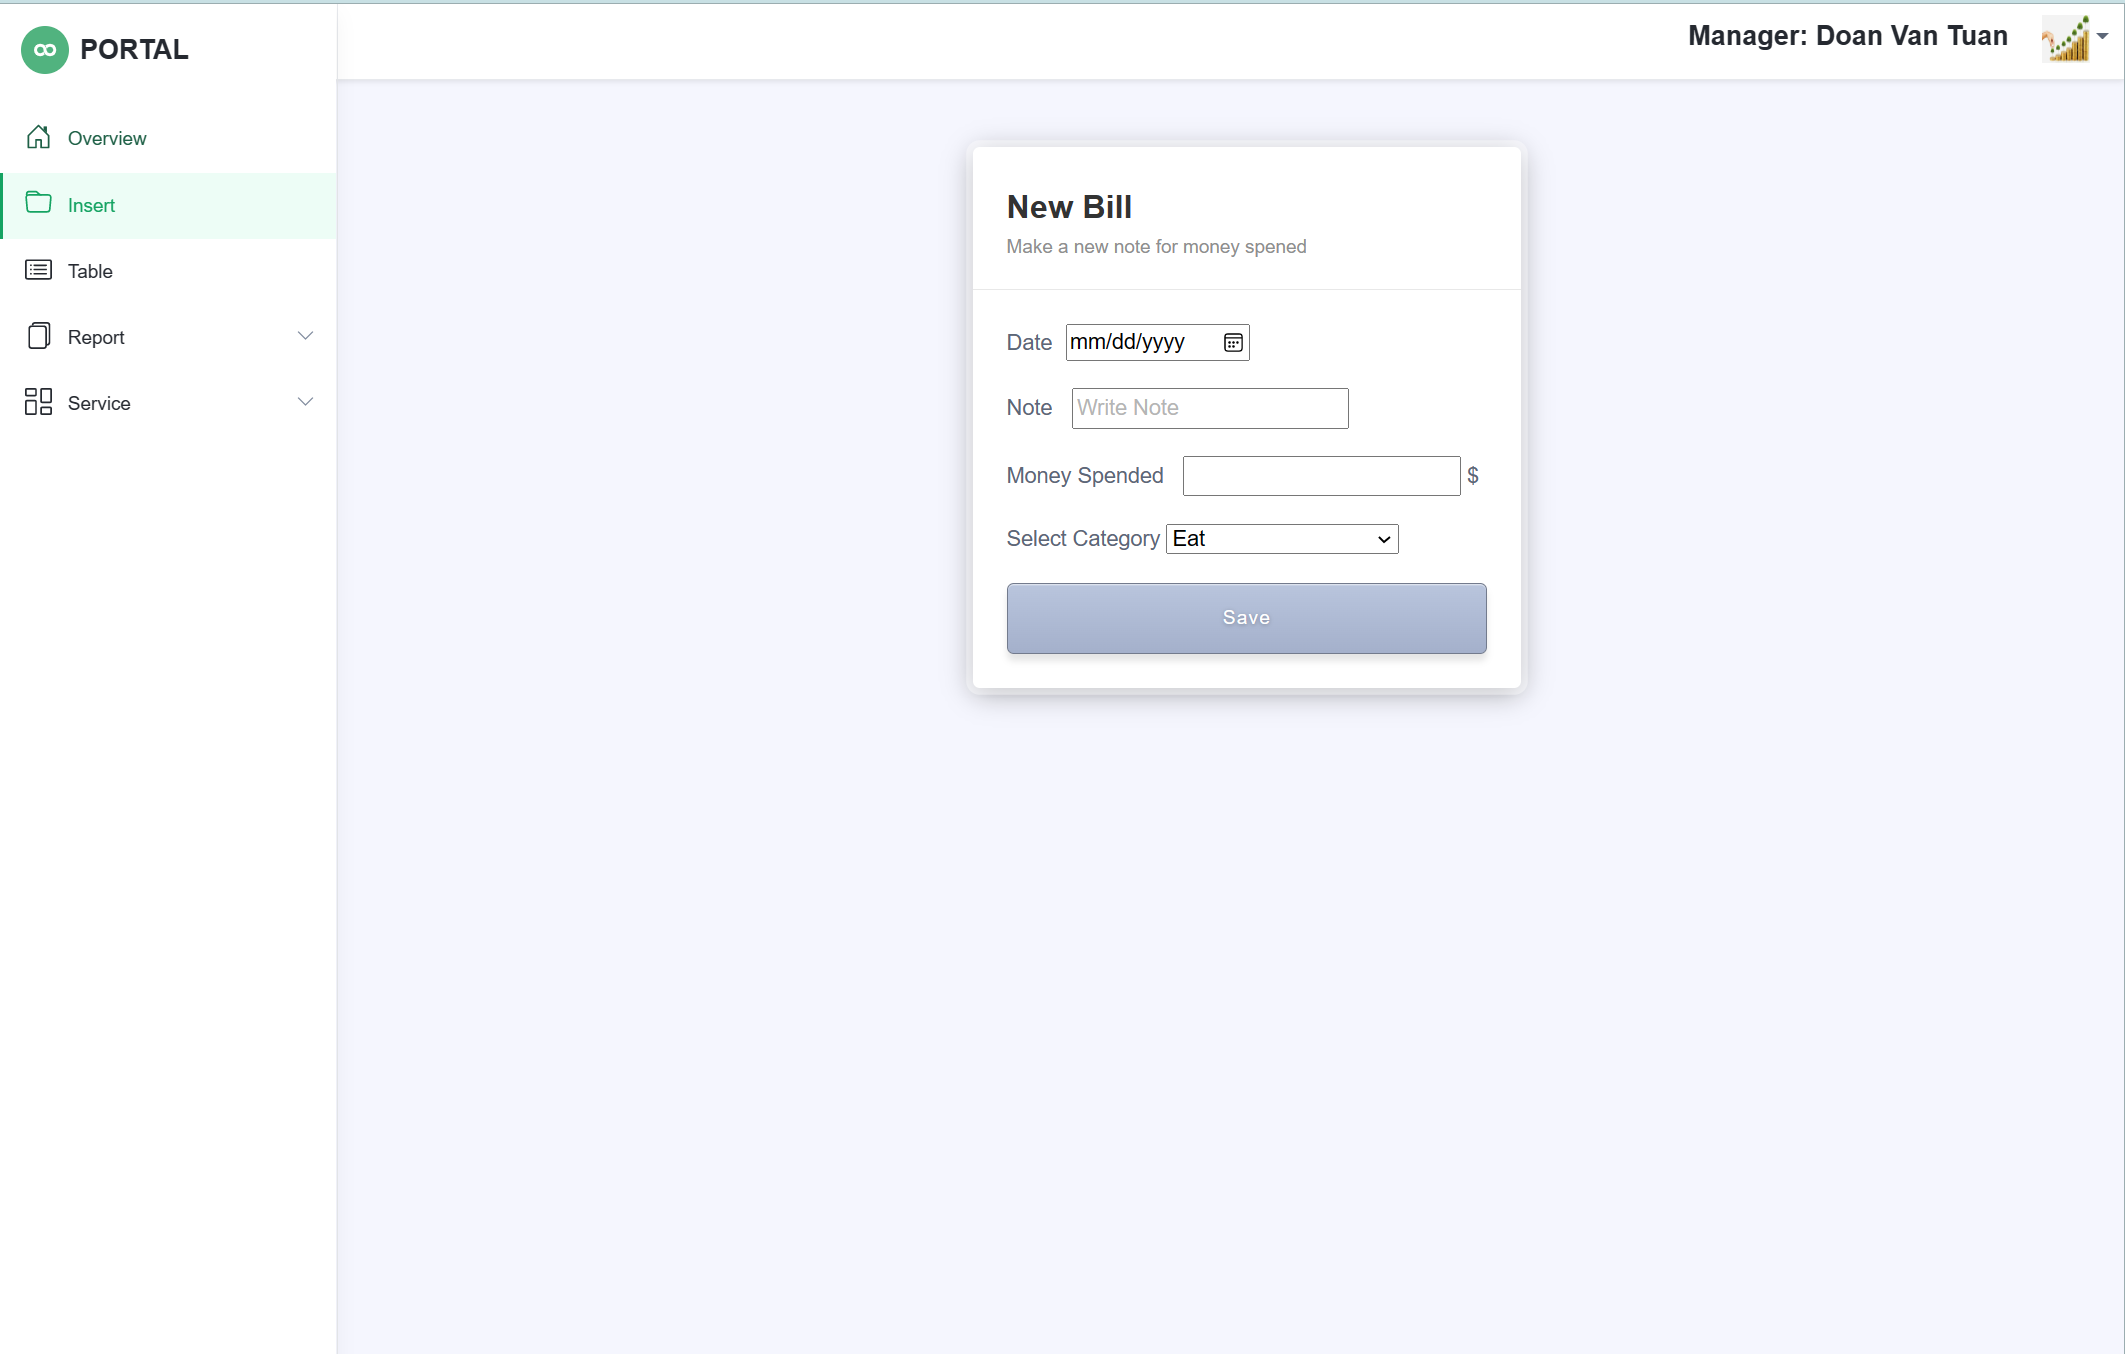 PORTAL
Manager: Doan Van Tuan
Overview
Insert
Table
Report
Service
New Bill
Make a new note for money spened
Date mm/dd/yyyy
Note Write Note
Money Spended $
Select Category Eat
Save